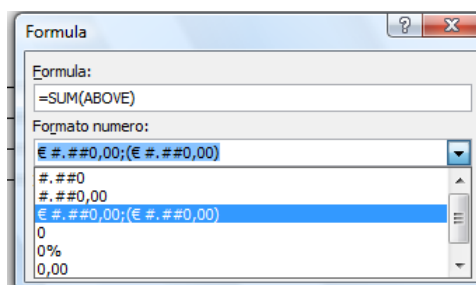 Formula
Formula:
=SUM(ABOVE)
Formato numero:
€ #.##0,00;(€ #.##0,00)
#.##0
#.##0,00
€ #.##0,00;(€ #.##0,00)
0
0%
0,00